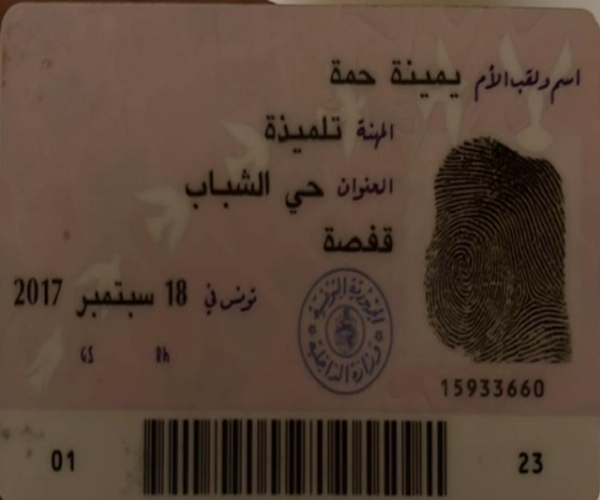 اسم ولقب الأم يمينة حمة
المهنة تلميذة
العنوان حي الشباب
قفصة
تونس في 18 سبتمبر 2017
GS Rh
الجمهورية التونسية
وزارة الداخلية
15933660
01 23